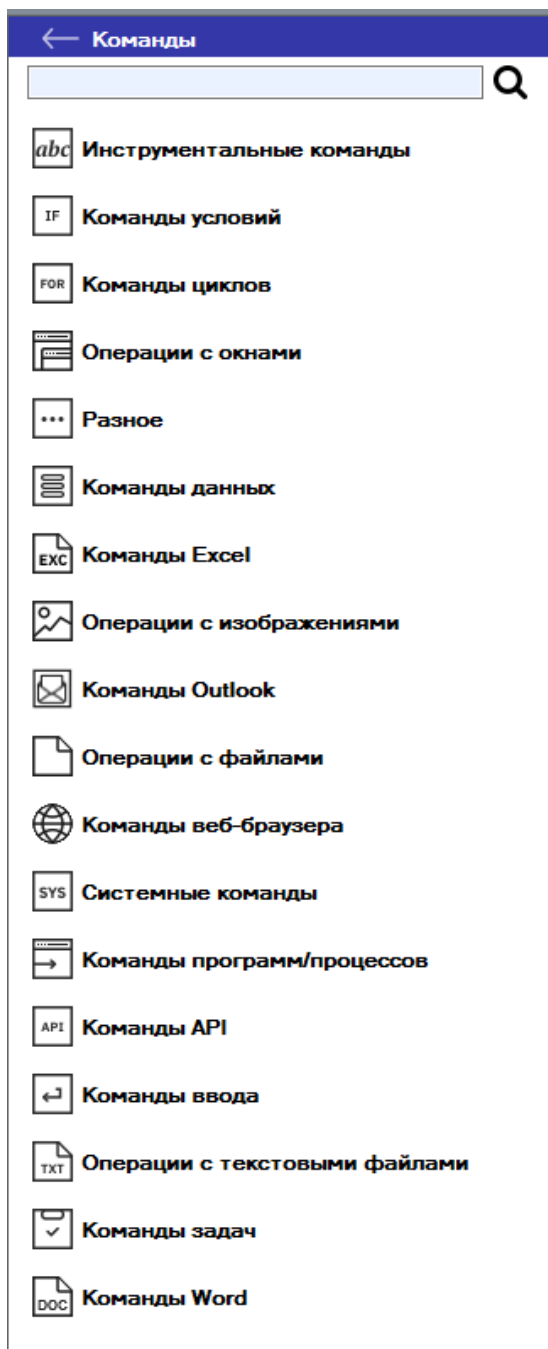 Команды
abc Инструментальные команды
IF Команды условий
FOR Команды циклов
Операции с окнами
Разное
Команды данных
EXC Команды Excel
Операции с изображениями
Команды Outlook
Операции с файлами
Команды веб-браузера
SYS Системные команды
Команды программ/процессов
API Команды API
Команды ввода
TXT Операции с текстовыми файлами
Команды задач
DOC Команды Word